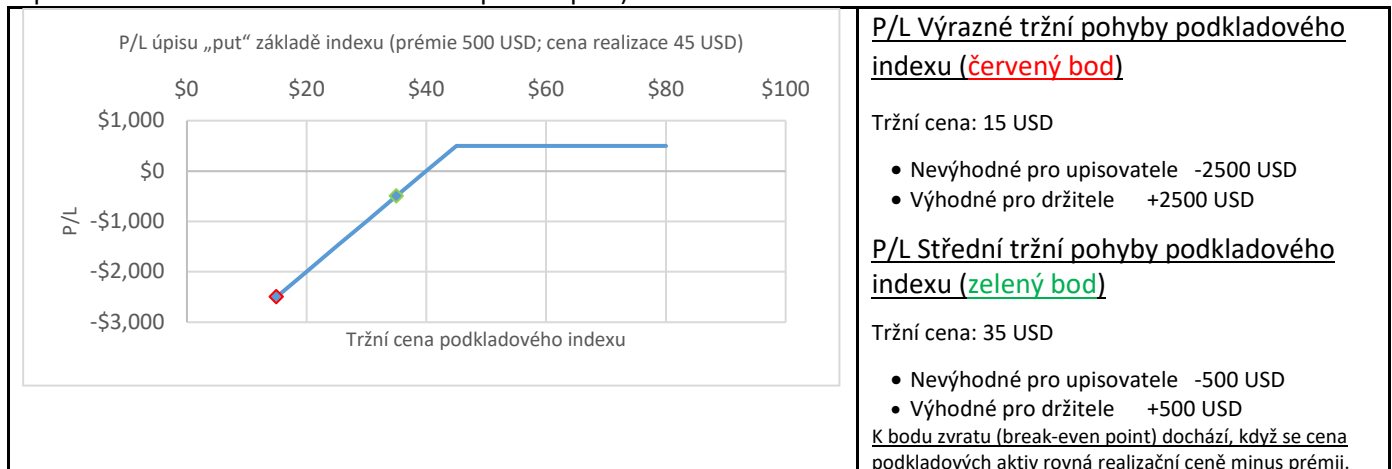 P/L úpisu „put“ základě indexu (prémie 500 USD; cena realizace 45 USD)
$0 $20 $40 $60 $80 $100
$1,000
$0
-$1,000
-$2,000
-$3,000
P/L
Tržní cena podkladového indexu
P/L Výrazné tržní pohyby podkladového
indexu (červený bod)
Tržní cena: 15 USD
• Nevýhodné pro upisovatele -2500 USD
• Výhodné pro držitele +2500 USD
P/L Střední tržní pohyby podkladového
indexu (zelený bod)
Tržní cena: 35 USD
• Nevýhodné pro upisovatele -500 USD
• Výhodné pro držitele +500 USD
K bodu zvratu (break-even point) dochází, když se cena
podkladových aktiv rovná realizační ceně minus prémii.